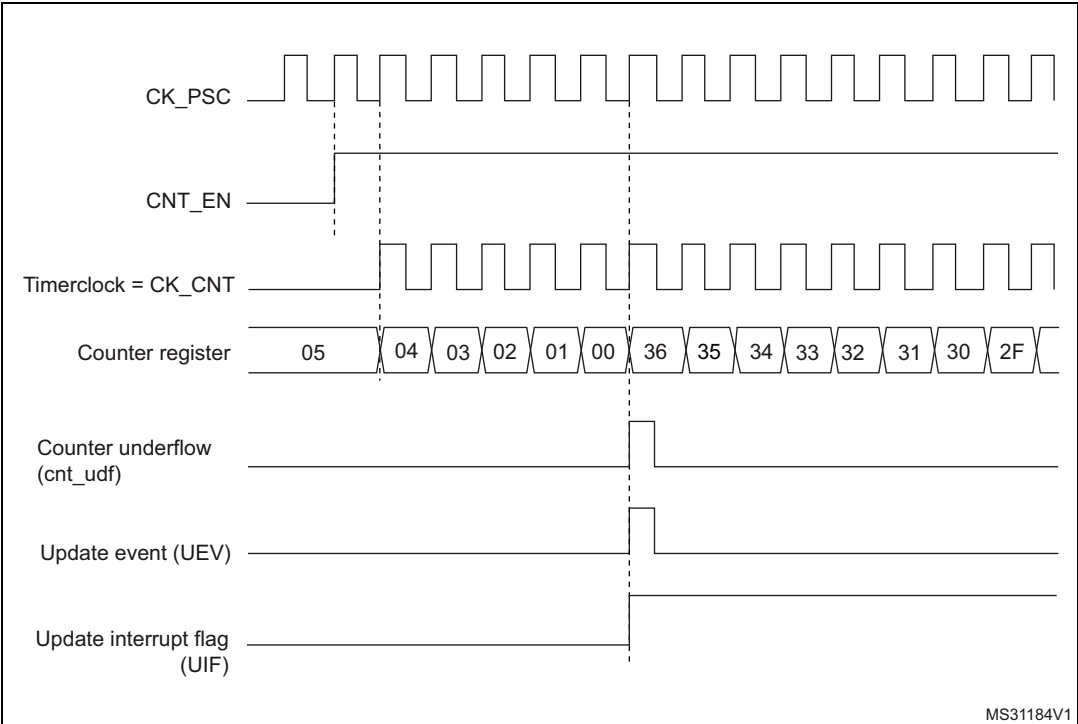 CK_PSC
CNT_EN
Timerclock = CK_CNT
Counter register 05 04 03 02 01 00 36 35 34 33 32 31 30 2F
Counter underflow
(cnt_udf)
Update event (UEV)
Update interrupt flag
(UIF)
MS31184V1